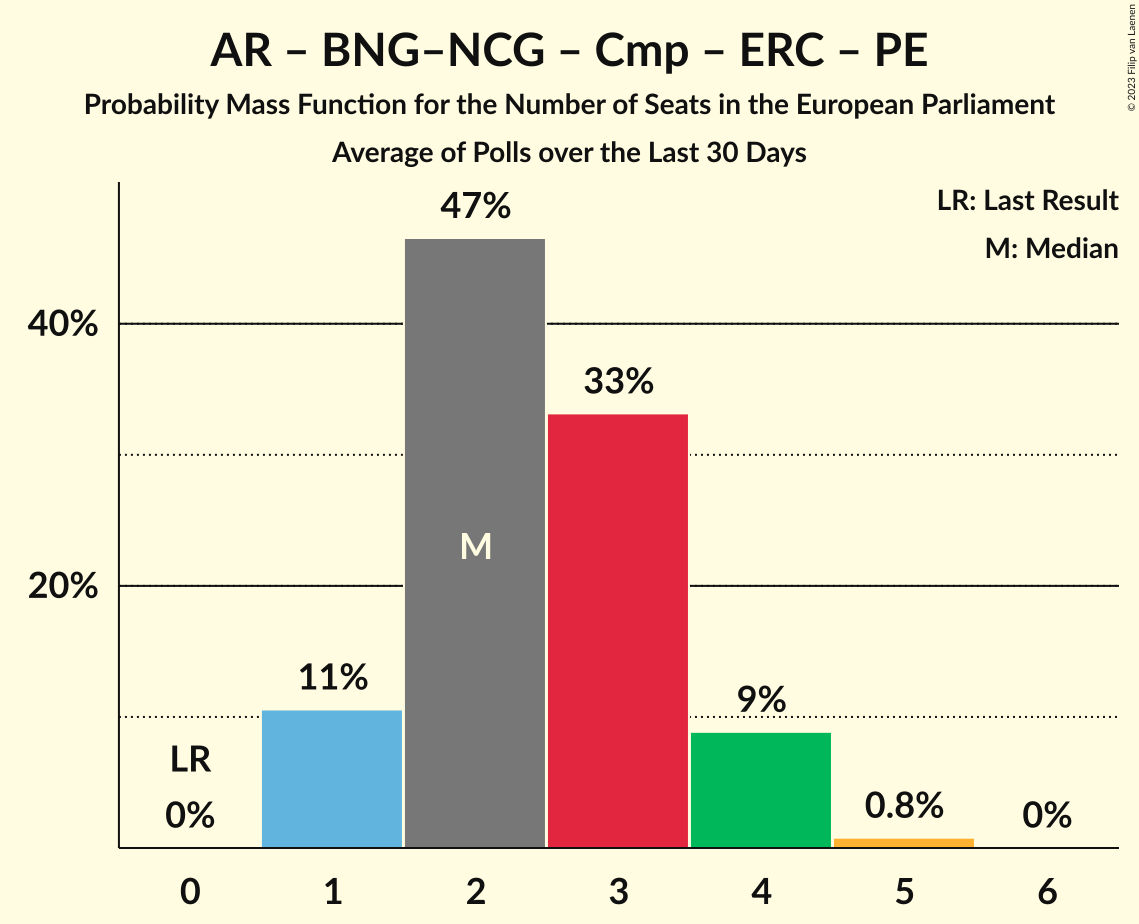 AR – BNG–NCG – Cmp – ERC – PE
Probability Mass Function for the Number of Seats in the European Parliament
Average of Polls over the Last 30 Days
© 2023 Filip van Laenen
LR: Last Result
M: Median
47%
40%
33%
M
20%
11%
9%
LR
0%
0.8%
0%
0 1 2 3 4 5 6